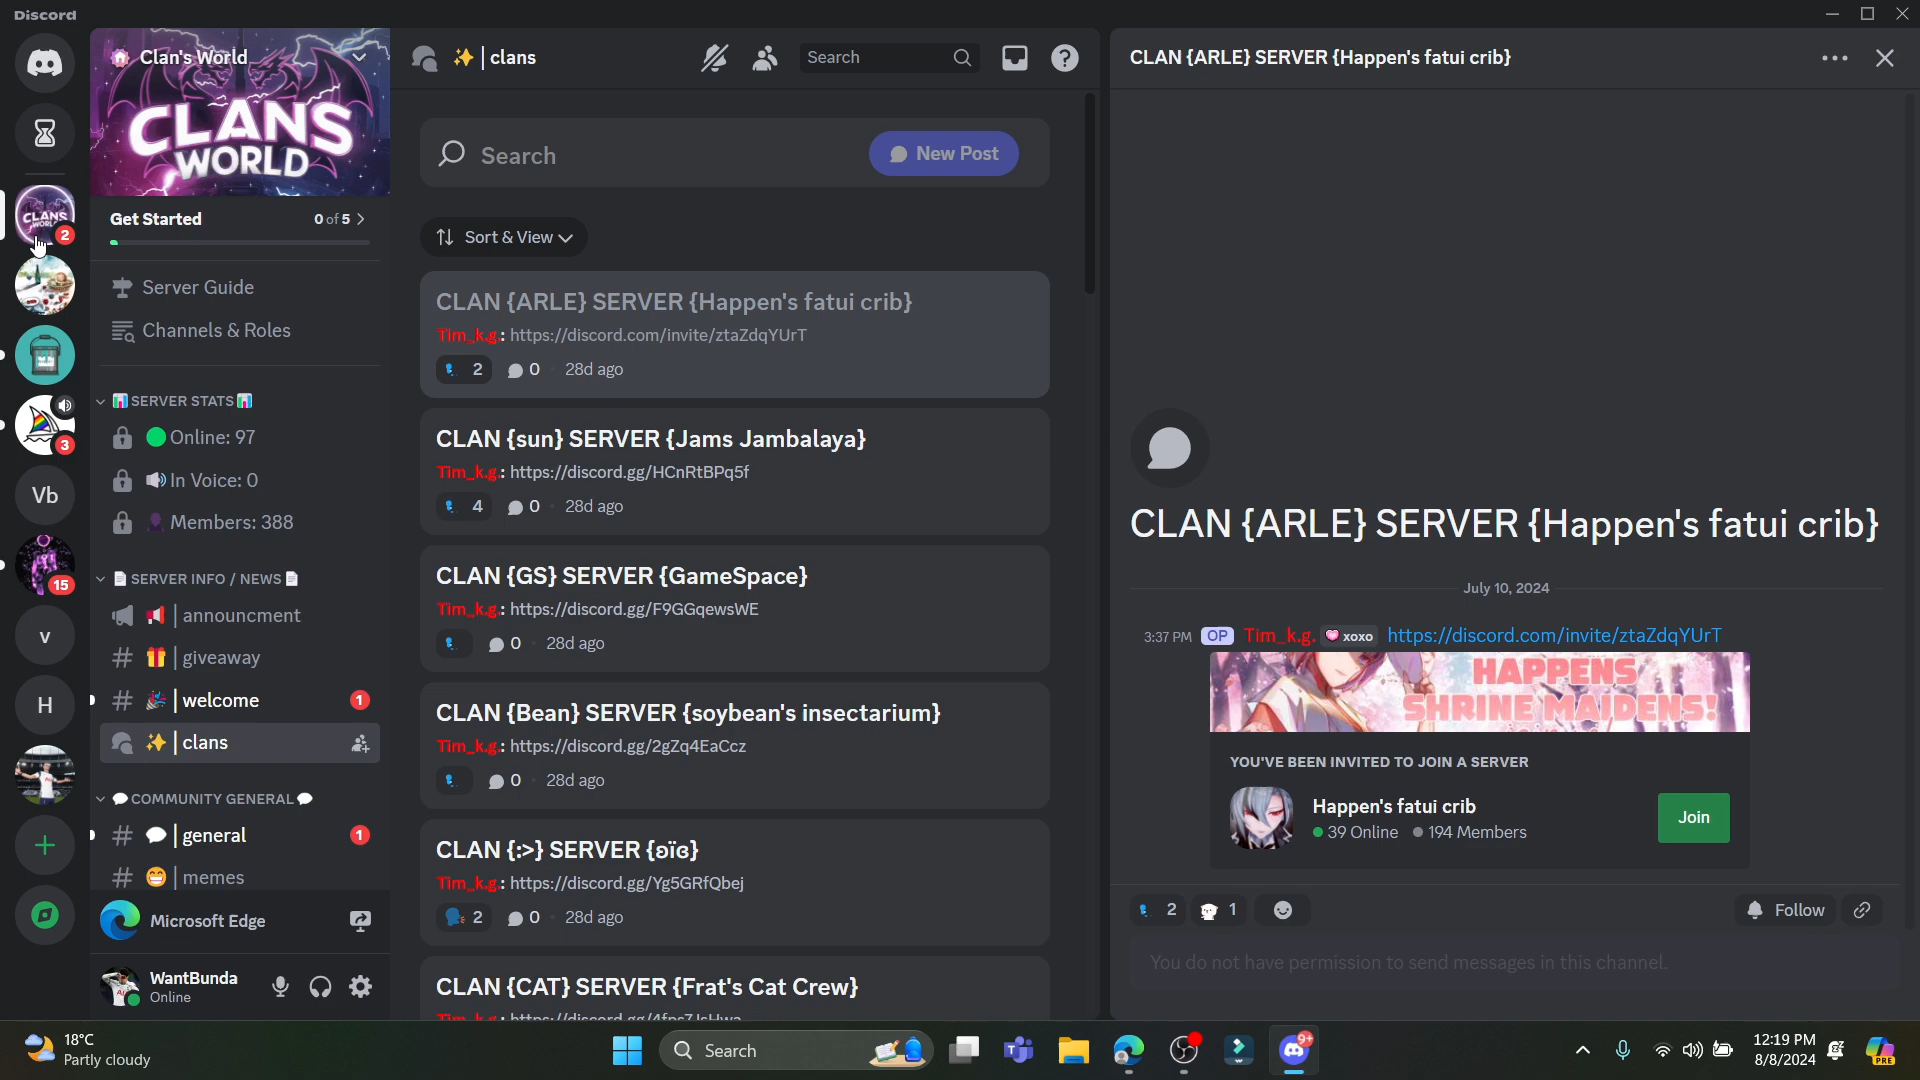 Discord
Clan's World
CLANS
WORLD
Get Started
0 of 5
Server Guide
Channels & Roles
SERVER STATS
Online: 97
In Voice: 0
Members: 388
SERVER INFO / NEWS
announcment
giveaway
welcome 1
clans
COMMUNITY GENERAL
general 1
memes
Microsoft Edge
WantBunda
Online
CLANS
2
3
Vb
15
v
H
clans
Search
Search
New Post
Sort & View
CLAN {ARLE} SERVER {Happen's fatui crib}
Tim_k.g.: https://discord.com/invite/ztaZdqYUrT
2 0 28d ago
CLAN {sun} SERVER {Jams Jambalaya}
Tim_k.g.: https://discord.gg/HCnRtBPq5f
4 0 28d ago
CLAN {GS} SERVER {GameSpace}
Tim_k.g.: https://discord.gg/F9GGqewsWE
0 28d ago
CLAN {Bean} SERVER {soybean's insectarium}
Tim_k.g.: https://discord.gg/2gZq4EaCcz
0 28d ago
CLAN {:>} SERVER {ʚïɞ}
Tim_k.g.: https://discord.gg/Yg5GRfQbej
2 0 28d ago
CLAN {CAT} SERVER {Frat's Cat Crew}
CLAN {ARLE} SERVER {Happen's fatui crib}
CLAN {ARLE} SERVER {Happen's fatui crib}
July 10, 2024
3:37 PM OP Tim_k.g. xoxo https://discord.com/invite/ztaZdqYUrT
HAPPENS
SHRINE MAIDENS!
YOU'VE BEEN INVITED TO JOIN A SERVER
Happen's fatui crib
39 Online 194 Members
Join
2 1
Follow
You do not have permission to send messages in this channel.
18°C
Partly cloudy
Search
9+
12:19 PM
8/8/2024
PRE